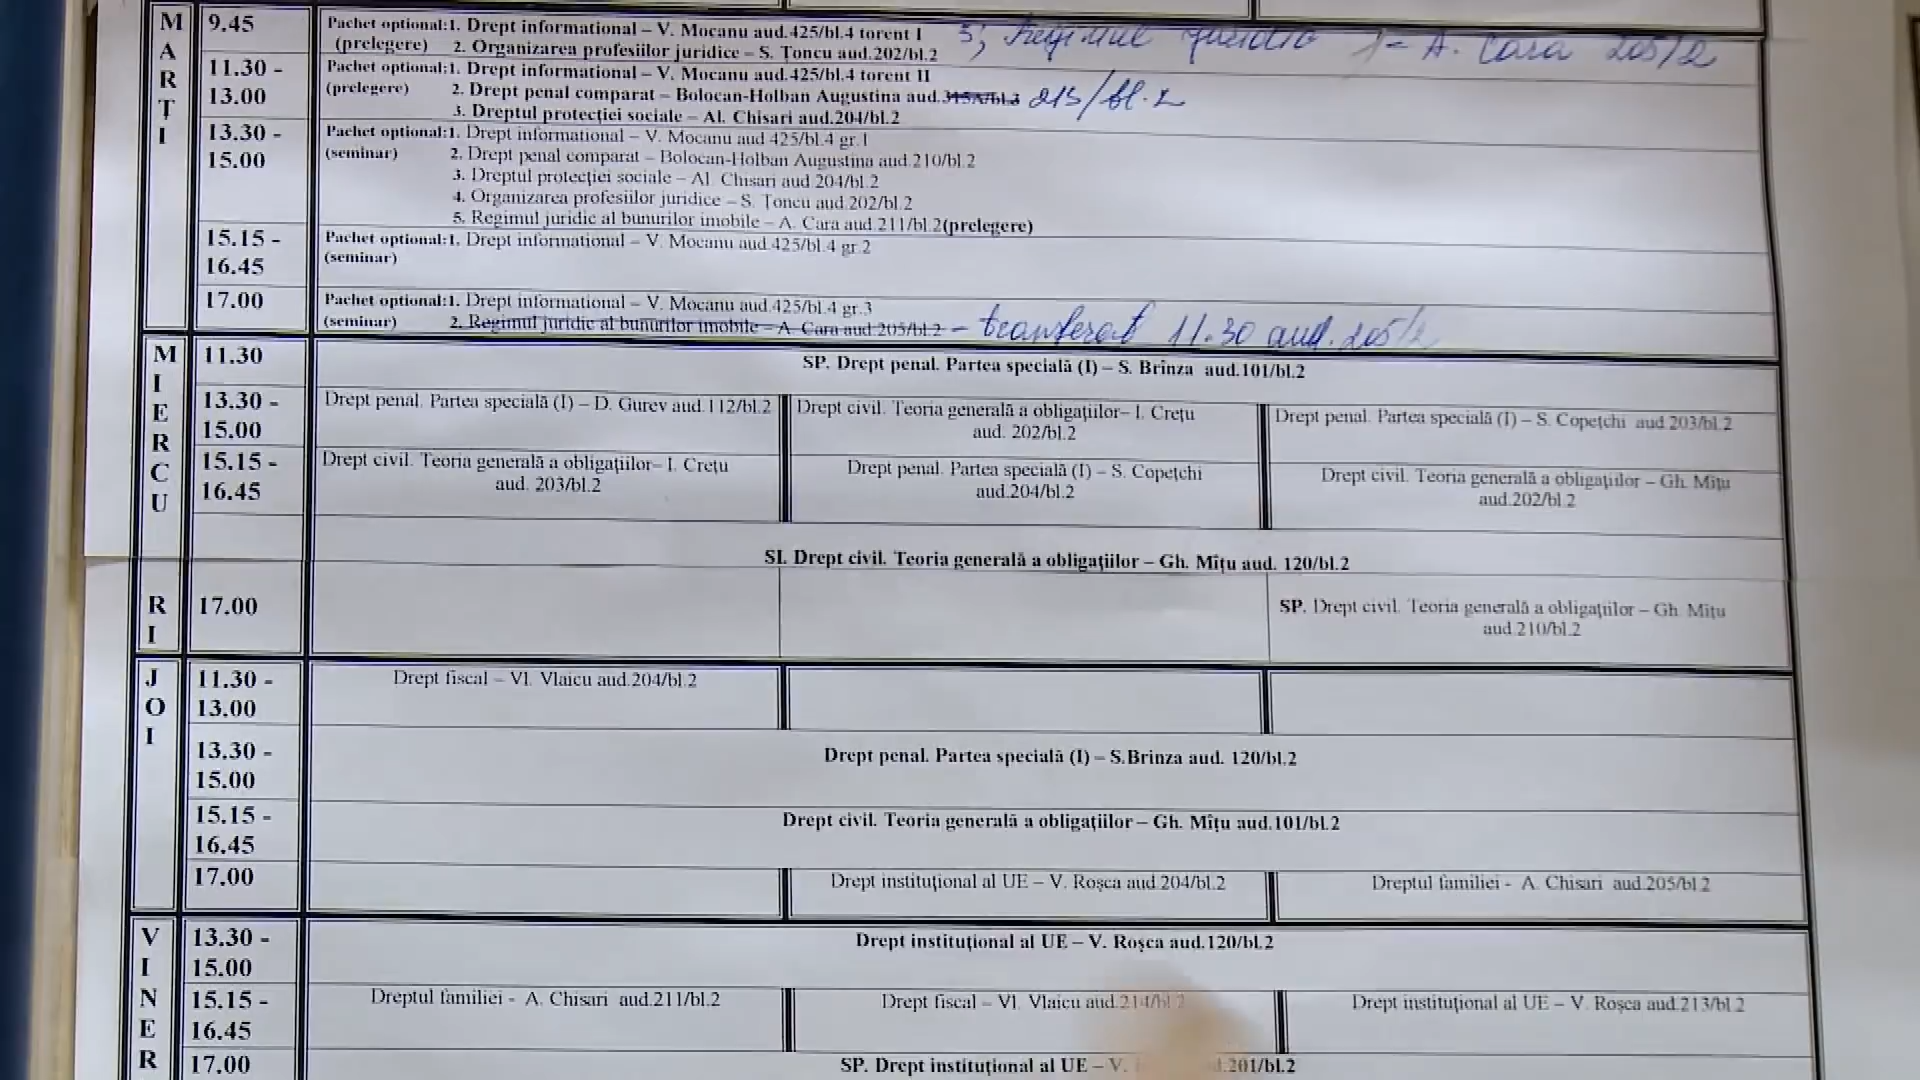 MARȚI
9.45
Pachet optional:1. Drept informational – V. Mocanu aud.425/bl.4 torent I
(prelegere) 2. Organizarea profesiilor juridice – S. Țoncu aud.202/bl.2
3, Regimul juridic - A. Cara 205/2
11.30 - 13.00
Pachet optional:1. Drept informational – V. Mocanu aud.425/bl.4 torent II
(prelegere) 2. Drept penal comparat – Bolocan-Holban Augustina aud. 213/bl.2
3. Dreptul protecției sociale – Al. Chisari aud.204/bl.2
13.30 - 15.00
Pachet optional:1. Drept informational – V. Mocanu aud 425/bl.4 gr.1
(seminar) 2. Drept penal comparat – Bolocan-Holban Augustina aud.210/bl.2
3. Dreptul protecției sociale – Al. Chisari aud 204/bl.2
4. Organizarea profesiilor juridice – S. Țoncu aud.202/bl.2
5. Regimul juridic al bunurilor imobile – A. Cara aud.211/bl.2(prelegere)
15.15 - 16.45
Pachet optional:1. Drept informational – V. Mocanu aud.425/bl.4 gr.2
(seminar)
17.00
Pachet optional:1. Drept informational – V. Mocanu aud.425/bl.4 gr.3
(seminar) 2. Regimul juridic al bunurilor imobile – A. Cara aud.205/bl.2 – transferat 11.30 aud. 205/2
MIERCURI
11.30
SP. Drept penal. Partea specială (I) – S. Brînza aud.101/bl.2
13.30 - 15.00
Drept penal. Partea specială (I) – D. Gurev aud.112/bl.2
Drept civil. Teoria generală a obligațiilor– I. Crețu
aud. 202/bl.2
Drept penal. Partea specială (I) – S. Copețchi aud.203/bl.2
15.15 - 16.45
Drept civil. Teoria generală a obligațiilor– I. Crețu
aud. 203/bl.2
Drept penal. Partea specială (I) – S. Copețchi
aud.204/bl.2
Drept civil. Teoria generală a obligațiilor – Gh. Mîțu
aud.202/bl.2
SI. Drept civil. Teoria generală a obligațiilor – Gh. Mîțu aud. 120/bl.2
17.00
SP. Drept civil. Teoria generală a obligațiilor – Gh. Mîțu
aud.210/bl.2
JOI
11.30 - 13.00
Drept fiscal – Vl. Vlaicu aud.204/bl.2
13.30 - 15.00
Drept penal. Partea specială (I) – S.Brînza aud. 120/bl.2
15.15 - 16.45
Drept civil. Teoria generală a obligațiilor – Gh. Mîțu aud.101/bl.2
17.00
Drept instituțional al UE – V. Roșca aud.204/bl.2
Dreptul familiei - A. Chisari aud.205/bl.2
VINER
13.30 - 15.00
Drept instituțional al UE – V. Roșca aud.120/bl.2
15.15 - 16.45
Dreptul familiei - A. Chisari aud.211/bl.2
Drept fiscal – Vl. Vlaicu aud.214/bl.2
Drept instituțional al UE – V. Roșca aud.213/bl.2
17.00
SP. Drept instituțional al UE – V. .201/bl.2